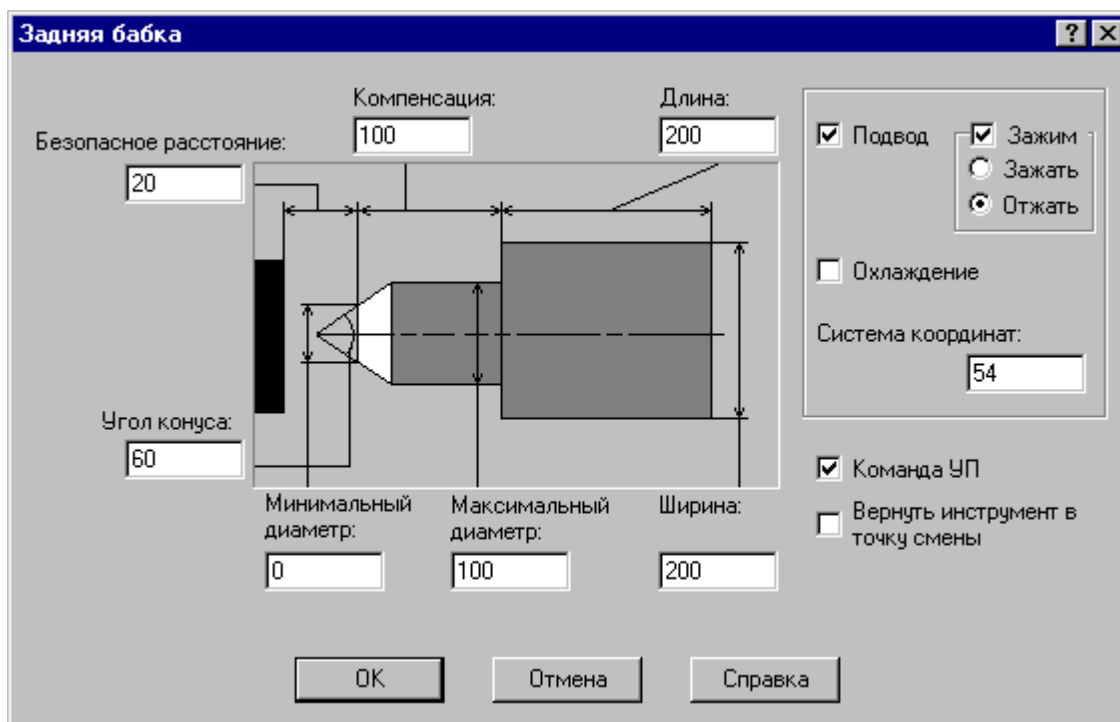 Задняя бабка
Компенсация:
100
Длина:
200
Безопасное расстояние:
20
Угол конуса:
60
Минимальный
диаметр:
0
Максимальный
диаметр:
100
Ширина:
200
Подвод
Зажим
Зажать
Отжать
Охлаждение
Система координат:
54
Команда УП
Вернуть инструмент в
точку смены
OK
Отмена
Справка